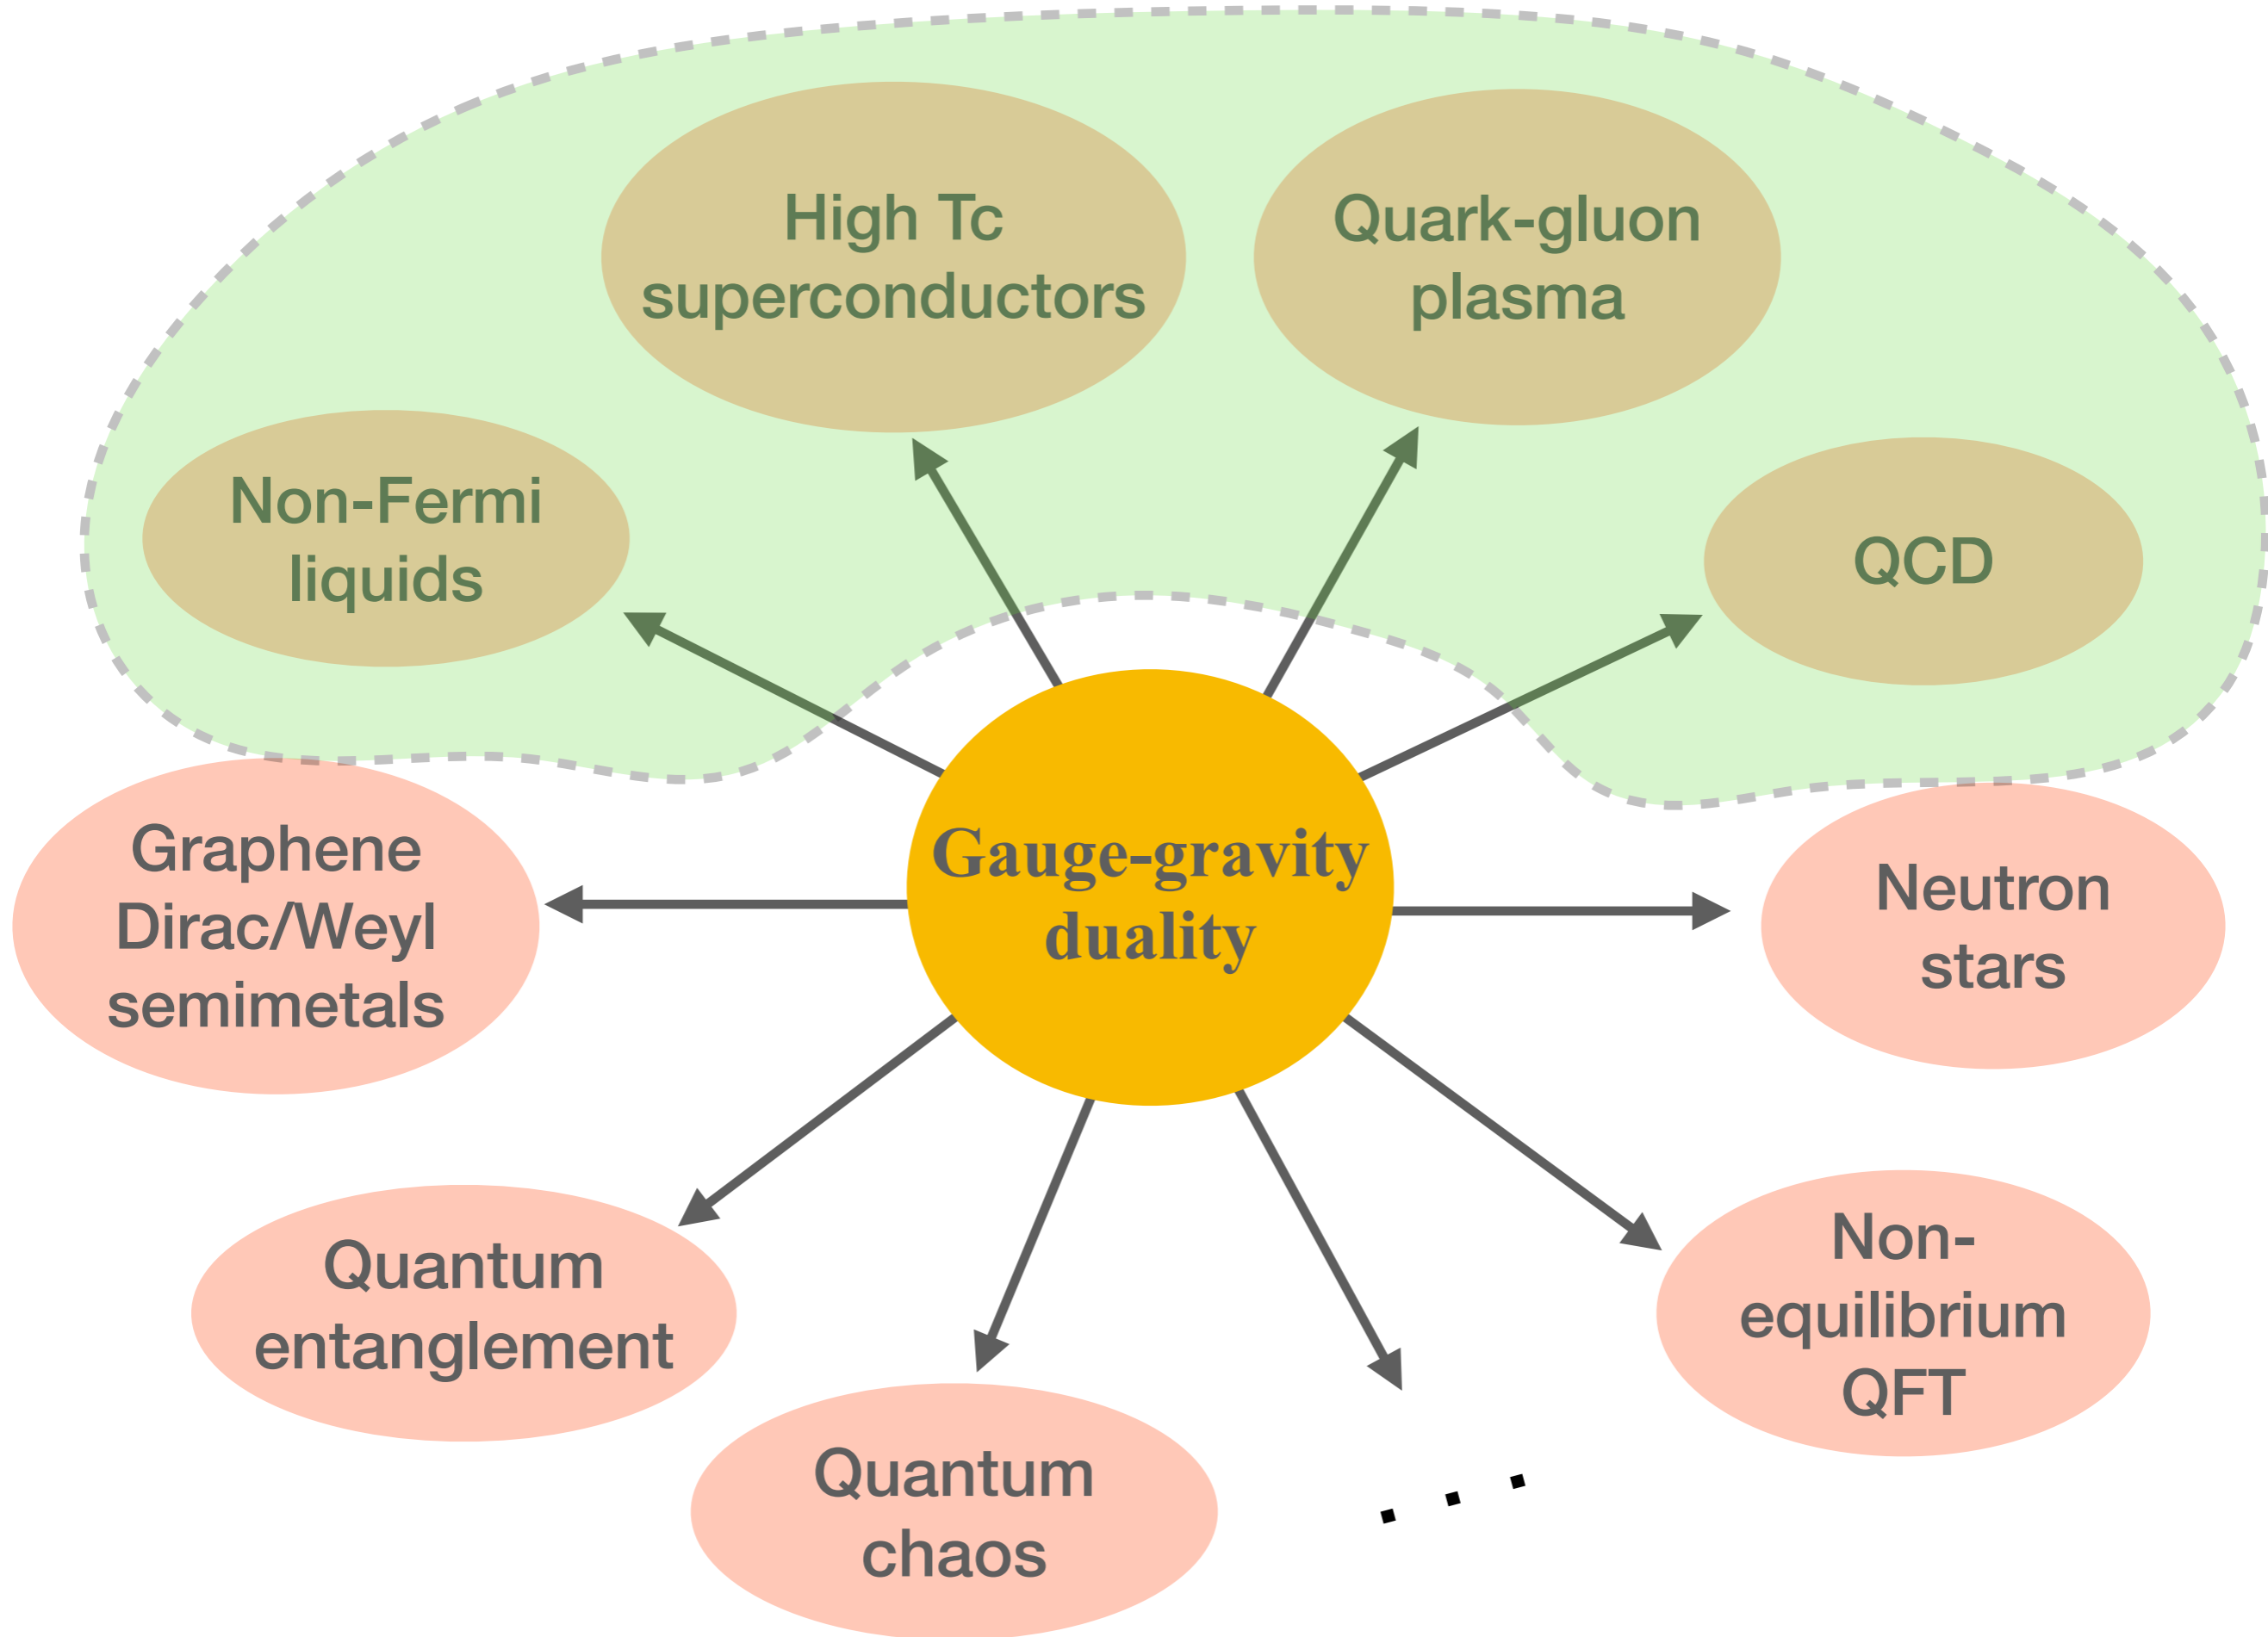 High Tc
superconductors
Quark-gluon
plasma
Non-Fermi
liquids
QCD
Gauge-gravity
duality
Graphene
Dirac/Weyl
semimetals
Neutron
stars
Quantum
entanglement
Non-
equilibrium
QFT
Quantum
chaos
. . .